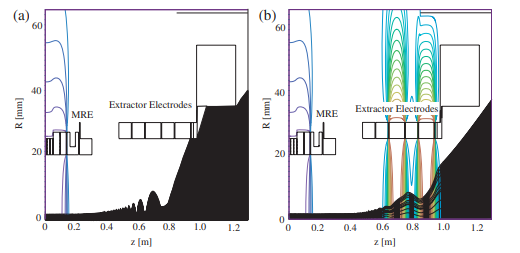 (a)
60
40
20
0
R [mm]
MRE
Extractor Electrodes
0 0.2 0.4 0.6 0.8 1.0 1.2
z [m]
(b)
60
40
20
0
R [mm]
MRE
Extractor Electrodes
0 0.2 0.4 0.6 0.8 1.0 1.2
z [m]